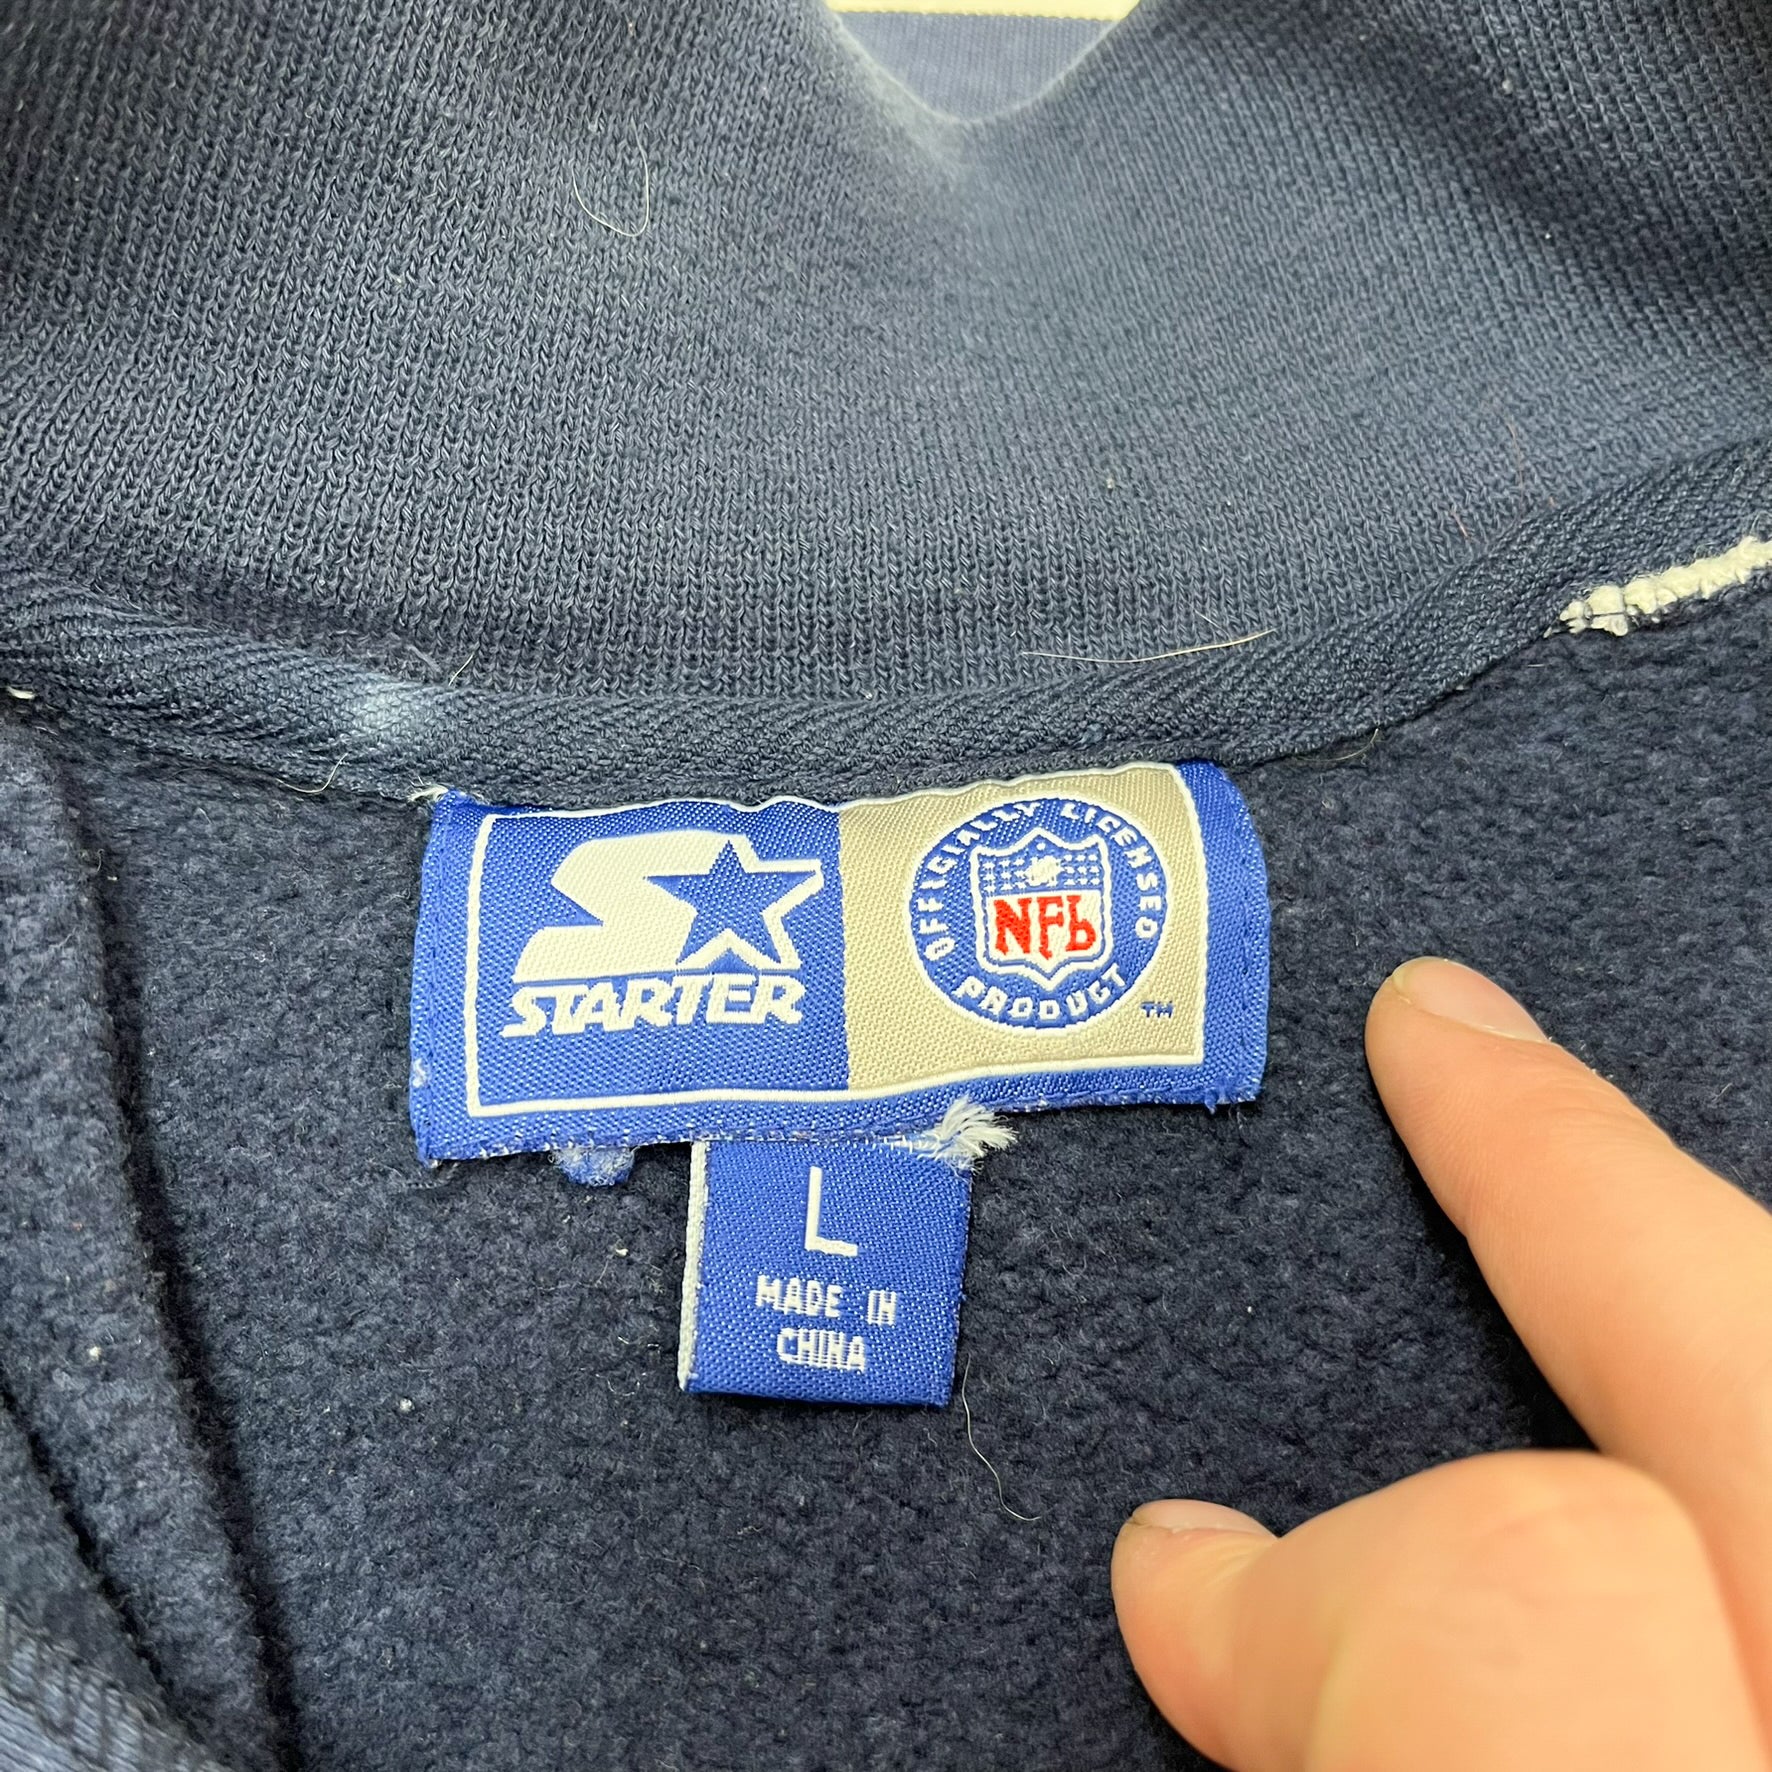 STARTER
OFFICIALLY LICENSED
NFL
PRODUCT
TM
L
MADE IN
CHINA